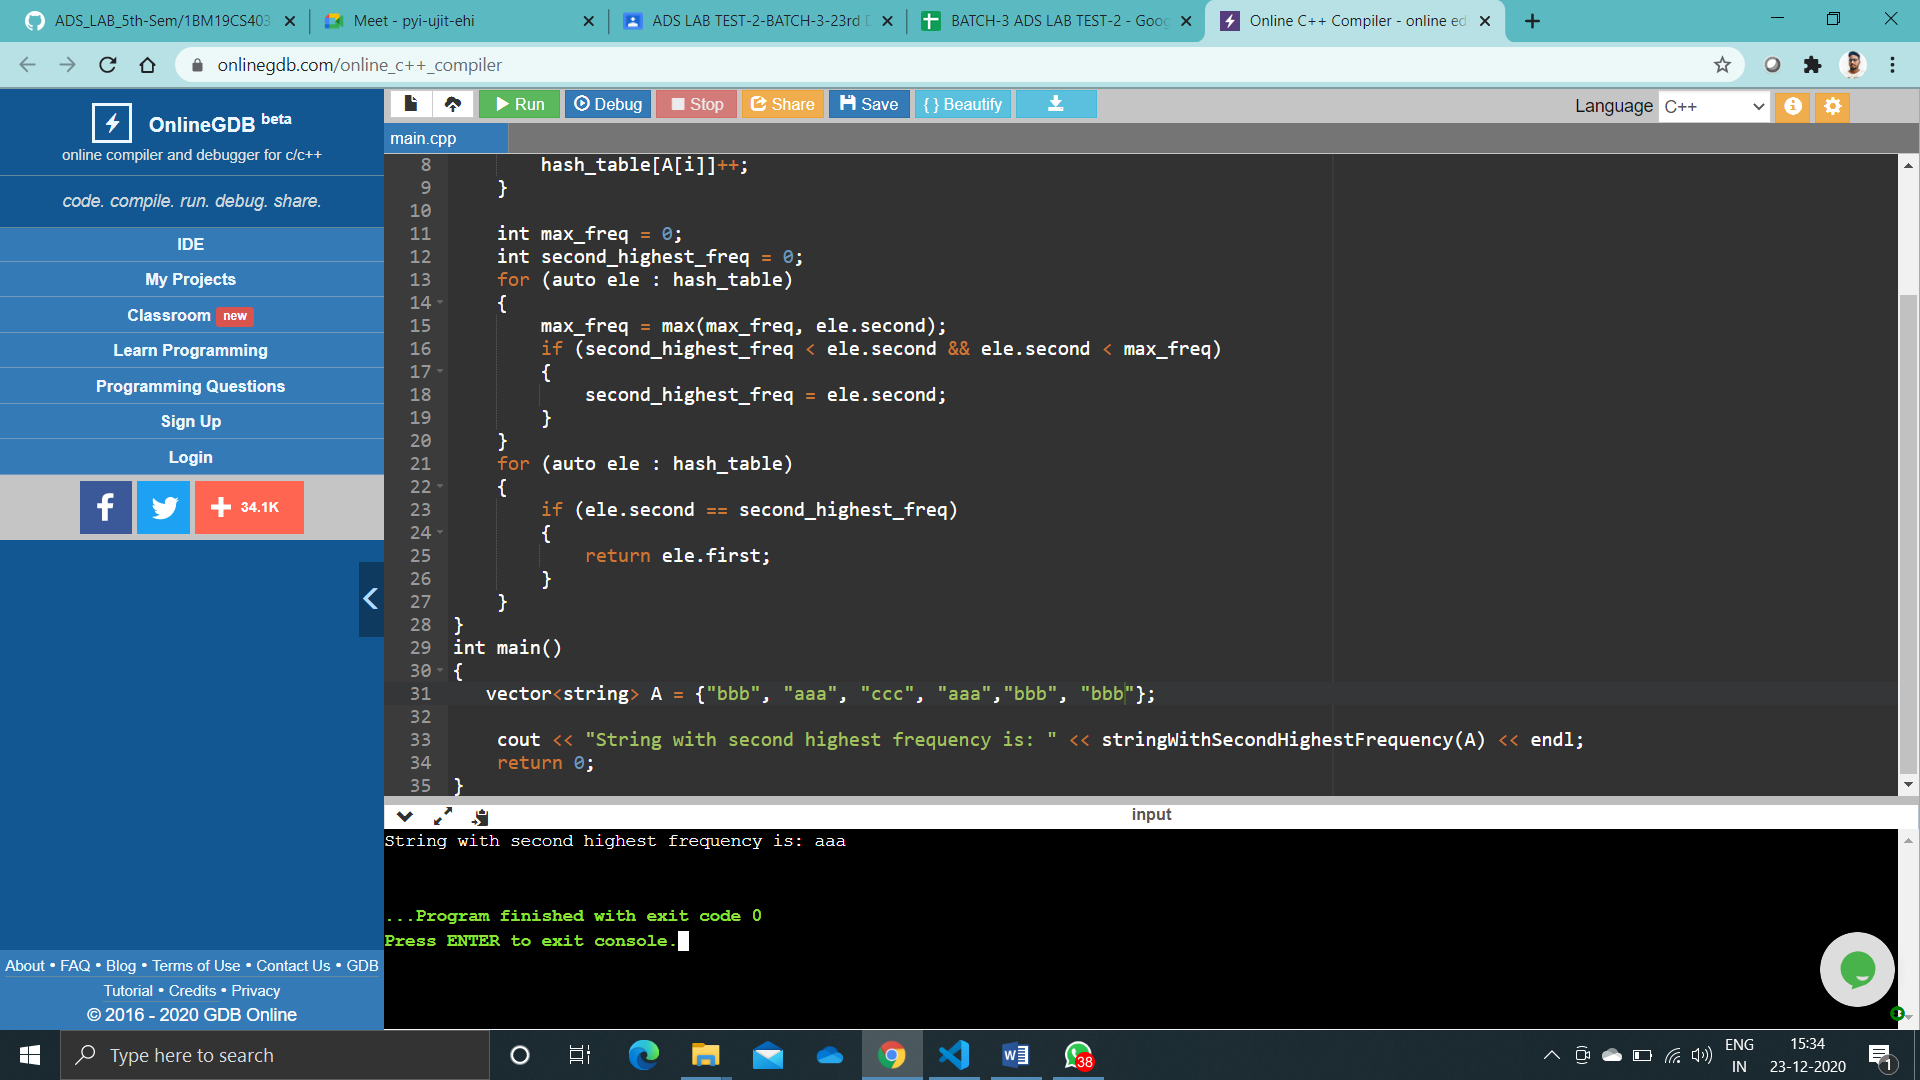 ADS_LAB_5th-Sem/1BM19CS403
Meet - pyi-ujit-ehi
ADS LAB TEST-2-BATCH-3-23rd D
BATCH-3 ADS LAB TEST-2 - Goog
Online C++ Compiler - online ed
onlinegdb.com/online_c++_compiler
OnlineGDB beta
online compiler and debugger for c/c++
code. compile. run. debug. share.
IDE
My Projects
Classroom new
Learn Programming
Programming Questions
Sign Up
Login
34.1K
About • FAQ • Blog • Terms of Use • Contact Us • GDB
Tutorial • Credits • Privacy
© 2016 - 2020 GDB Online
Run
Debug
Stop
Share
Save
{ } Beautify
Language C++
main.cpp
8 hash_table[A[i]]++;
9 }
10
11 int max_freq = 0;
12 int second_highest_freq = 0;
13 for (auto ele : hash_table)
14 {
15 max_freq = max(max_freq, ele.second);
16 if (second_highest_freq < ele.second && ele.second < max_freq)
17 {
18 second_highest_freq = ele.second;
19 }
20 }
21 for (auto ele : hash_table)
22 {
23 if (ele.second == second_highest_freq)
24 {
25 return ele.first;
26 }
27 }
28 }
29 int main()
30 {
31 vector<string> A = {"bbb", "aaa", "ccc", "aaa","bbb", "bbb"};
32
33 cout << "String with second highest frequency is: " << stringWithSecondHighestFrequency(A) << endl;
34 return 0;
35 }
input
String with second highest frequency is: aaa
...Program finished with exit code 0
Press ENTER to exit console.
Type here to search
38
ENG
IN
15:34
23-12-2020
1